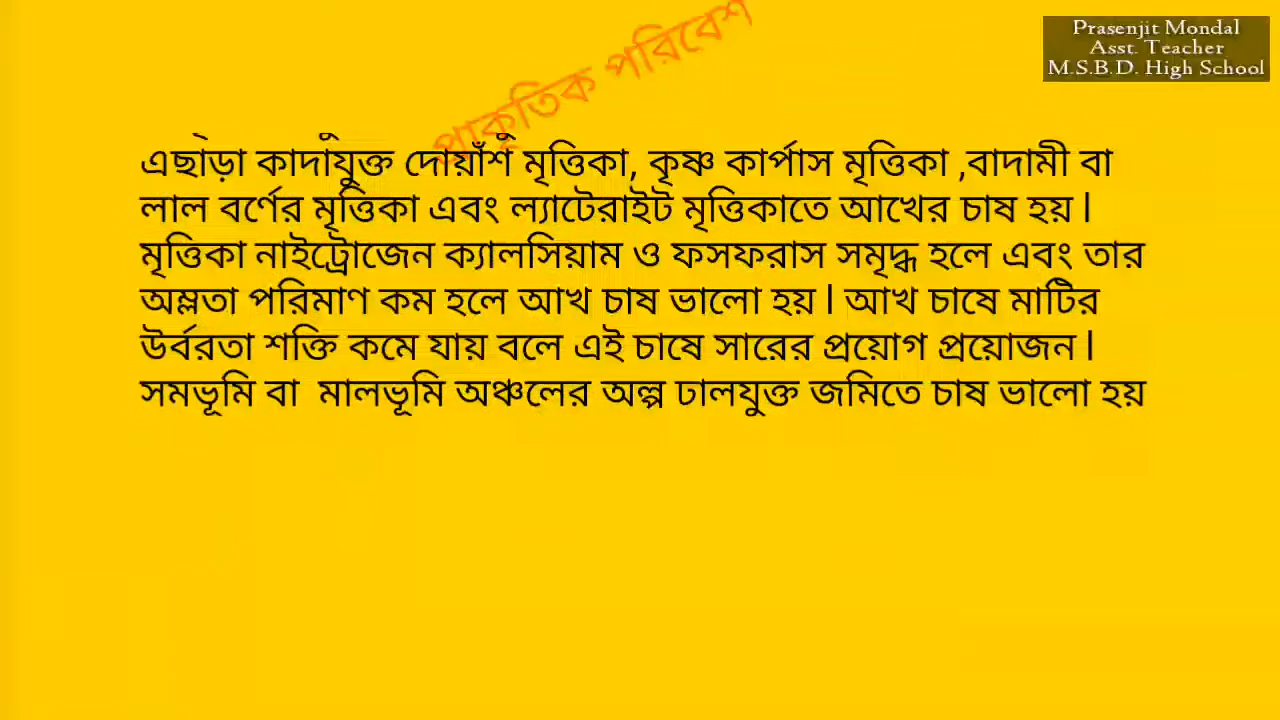 প্রাকৃতিক পরিবেশ
Prasenjit Mondal
Asst. Teacher
M.S.B.D. High School
এছাড়া কাদাযুক্ত দোয়াঁশ মৃত্তিকা, কৃষ্ণ কার্পাস মৃত্তিকা ,বাদামী বা
লাল বর্ণের মৃত্তিকা এবং ল্যাটেরাইট মৃত্তিকাতে আখের চাষ হয় l
মৃত্তিকা নাইট্রোজেন ক্যালসিয়াম ও ফসফরাস সমৃদ্ধ হলে এবং তার
অম্লতা পরিমাণ কম হলে আখ চাষ ভালো হয় l আখ চাষে মাটির
উর্বরতা শক্তি কমে যায় বলে এই চাষে সারের প্রয়োগ প্রয়োজন l
সমভূমি বা  মালভূমি অঞ্চলের অল্প ঢালযুক্ত জমিতে চাষ ভালো হয়